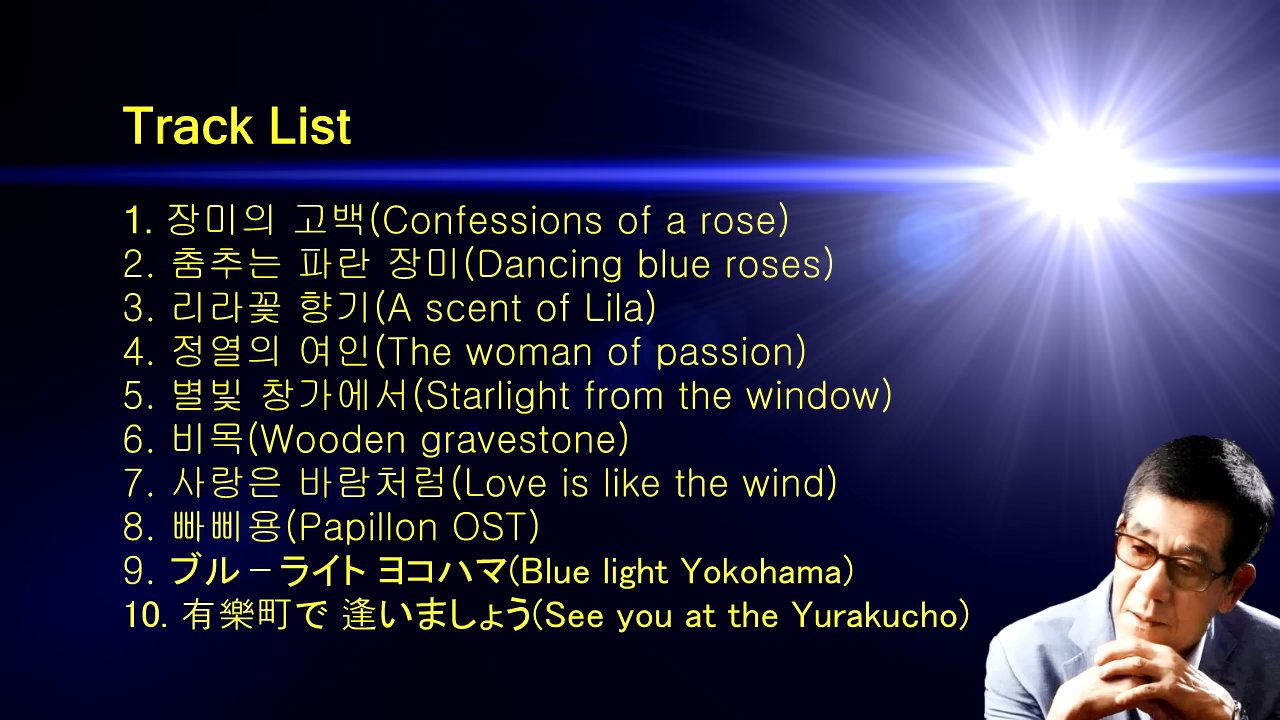 Track List
1. 장미의 고백(Confessions of a rose)
2. 춤추는 파란 장미(Dancing blue roses)
3. 리라꽃 향기(A scent of Lila)
4. 정열의 여인(The woman of passion)
5. 별빛 창가에서(Starlight from the window)
6. 비목(Wooden gravestone)
7. 사랑은 바람처럼(Love is like the wind)
8. 빠삐용(Papillon OST)
9. ブル–ライト ヨコハマ(Blue light Yokohama)
10. 有樂町で 逢いましょう(See you at the Yurakucho)